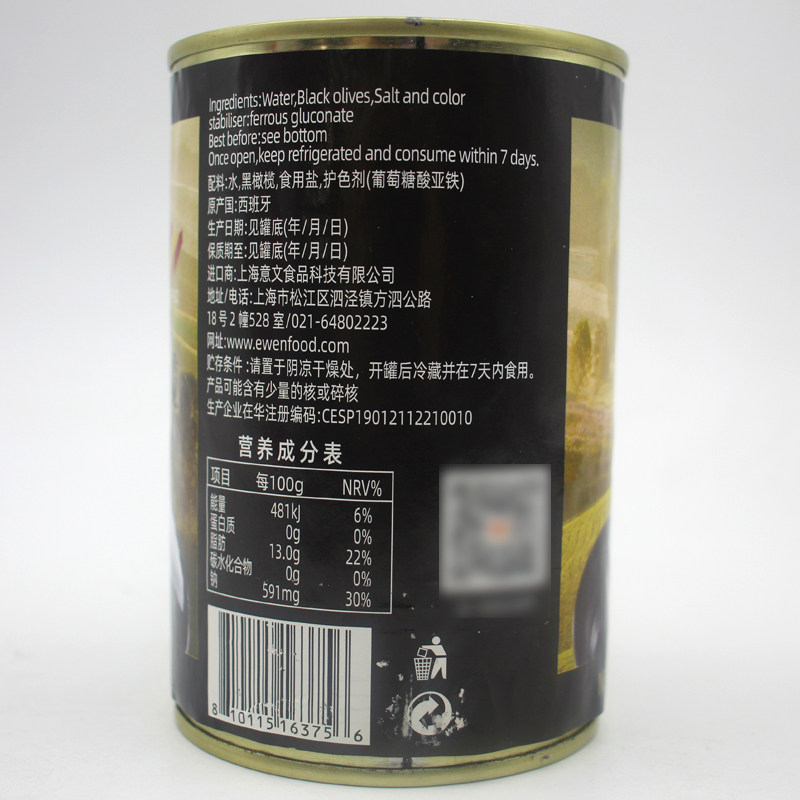 Ingredients:Water,Black olives,Salt and color
stabiliser:ferrous gluconate
Best before:see bottom
Once open,keep refrigerated and consume within 7 days.
配料:水,黑橄榄,食用盐,护色剂(葡萄糖酸亚铁)
原产国:西班牙
生产日期:见罐底(年/月/日)
保质期至:见罐底(年/月/日)
进口商:上海意文食品科技有限公司
地址/电话:上海市松江区泗泾镇方泗公路
18号2幢528室/021-64802223
网址:www.ewenfood.com
贮存条件:请置于阴凉干燥处，开罐后冷藏并在7天内食用。
产品可能含有少量的核或碎核
生产企业在华注册编码:CESP19012112210010
营养成分表
项目 每100g NRV%
能量 481kJ 6%
蛋白质 0g 0%
脂肪 13.0g 22%
碳水化合物 0g 0%
钠 591mg 30%
8 10115 16375 6